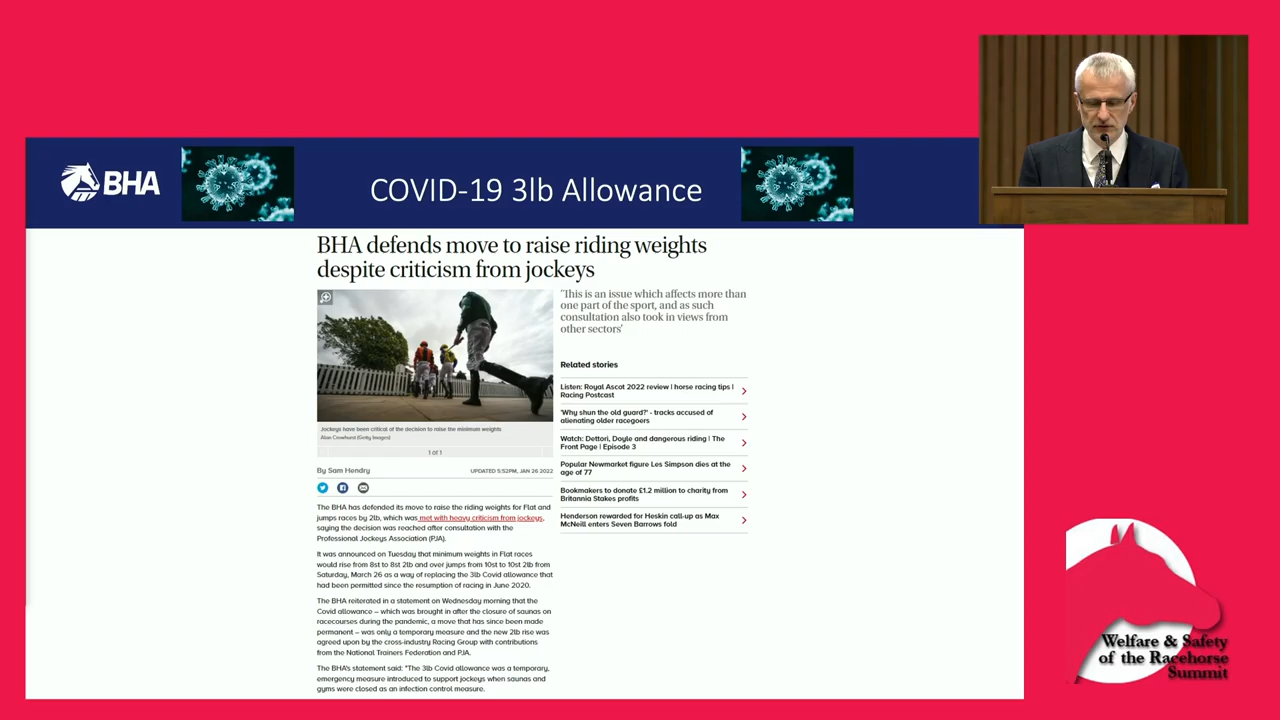 BHA
COVID-19 3lb Allowance
BHA defends move to raise riding weights
despite criticism from jockeys
Jockeys have been critical of the decision to raise the minimum weights
Alan Crowhurst (Getty Images)
1 of 1
By Sam Hendry
UPDATED 5:52PM, JAN 26 2022
The BHA has defended its move to raise the riding weights for Flat and
jumps races by 2lb, which was met with heavy criticism from jockeys,
saying the decision was reached after consultation with the
Professional Jockeys Association (PJA).
It was announced on Tuesday that minimum weights in Flat races
would rise from 8st to 8st 2lb and over jumps from 10st to 10st 2lb from
Saturday, March 26 as a way of replacing the 3lb Covid allowance that
had been permitted since the resumption of racing in June 2020.
The BHA reiterated in a statement on Wednesday morning that the
Covid allowance – which was brought in after the closure of saunas on
racecourses during the pandemic, a move that has since been made
permanent – was only a temporary measure and the new 2lb rise was
agreed upon by the cross-industry Racing Group with contributions
from the National Trainers Federation and PJA.
The BHA's statement said: "The 3lb Covid allowance was a temporary,
emergency measure introduced to support jockeys when saunas and
gyms were closed as an infection control measure.
'This is an issue which affects more than
one part of the sport, and as such
consultation also took in views from
other sectors'
Related stories
Listen: Royal Ascot 2022 review | horse racing tips |
Racing Postcast
'Why shun the old guard?' - tracks accused of
alienating older racegoers
Watch: Dettori, Doyle and dangerous riding | The
Front Page | Episode 3
Popular Newmarket figure Les Simpson dies at the
age of 77
Bookmakers to donate £1.2 million to charity from
Britannia Stakes profits
Henderson rewarded for Heskin call-up as Max
McNeill enters Seven Barrows fold
Welfare & Safety
of the Racehorse
Summit